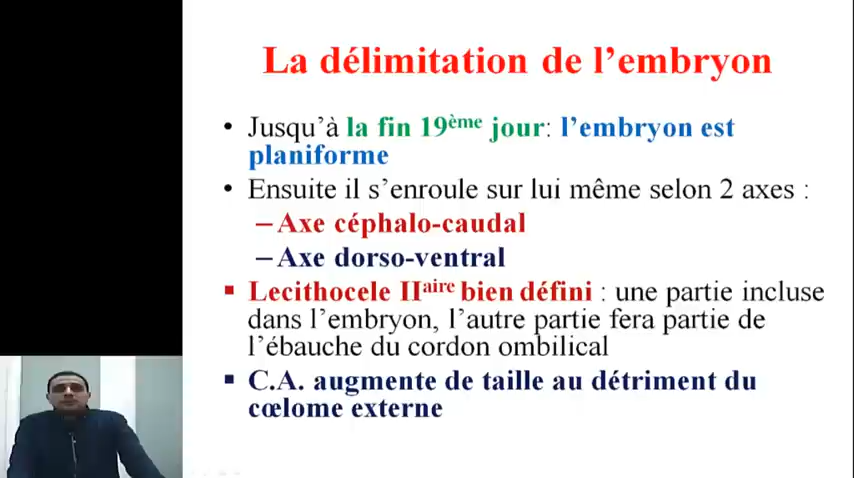 La délimitation de l’embryon
• Jusqu’à la fin 19ème jour: l’embryon est
planiforme
• Ensuite il s’enroule sur lui même selon 2 axes :
– Axe céphalo-caudal
– Axe dorso-ventral
▪ Lecithocele IIaire bien défini : une partie incluse
dans l’embryon, l’autre partie fera partie de
l’ébauche du cordon ombilical
▪ C.A. augmente de taille au détriment du
cœlome externe